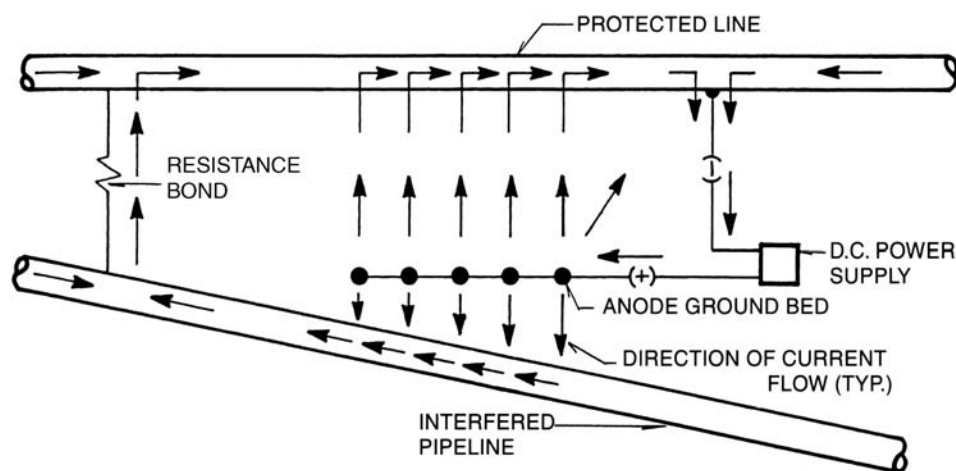 PROTECTED LINE
RESISTANCE
BOND
(−)
D.C. POWER
SUPPLY
(+)
ANODE GROUND BED
DIRECTION OF CURRENT
FLOW (TYP.)
INTERFERED
PIPELINE